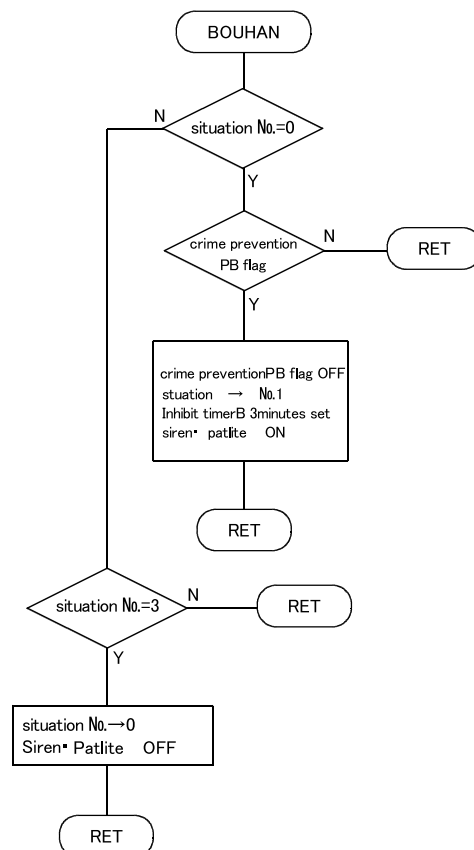 BOUHAN
N
situation No.=0
Y
crime prevention
PB flag
N
RET
Y
crime preventionPB flag OFF
stuation → No.1
Inhibit timerB 3minutes set
siren・ patlite ON
RET
situation No.=3
N
RET
Y
situation No.→0
Siren・ Patlite OFF
RET